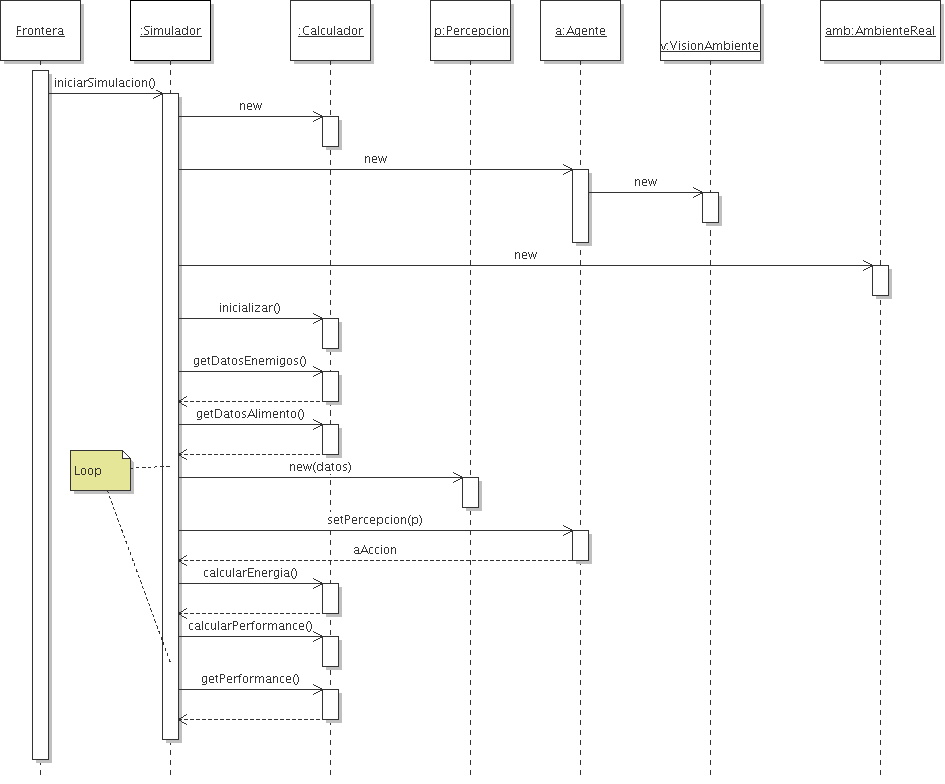 Frontera
:Simulador
:Calculador
p:Percepcion
a:Agente
v:VisionAmbiente
amb:AmbienteReal
iniciarSimulacion()
new
new
new
new
inicializar()
getDatosEnemigos()
getDatosAlimento()
Loop
new(datos)
setPercepcion(p)
aAccion
calcularEnergia()
calcularPerformance()
getPerformance()